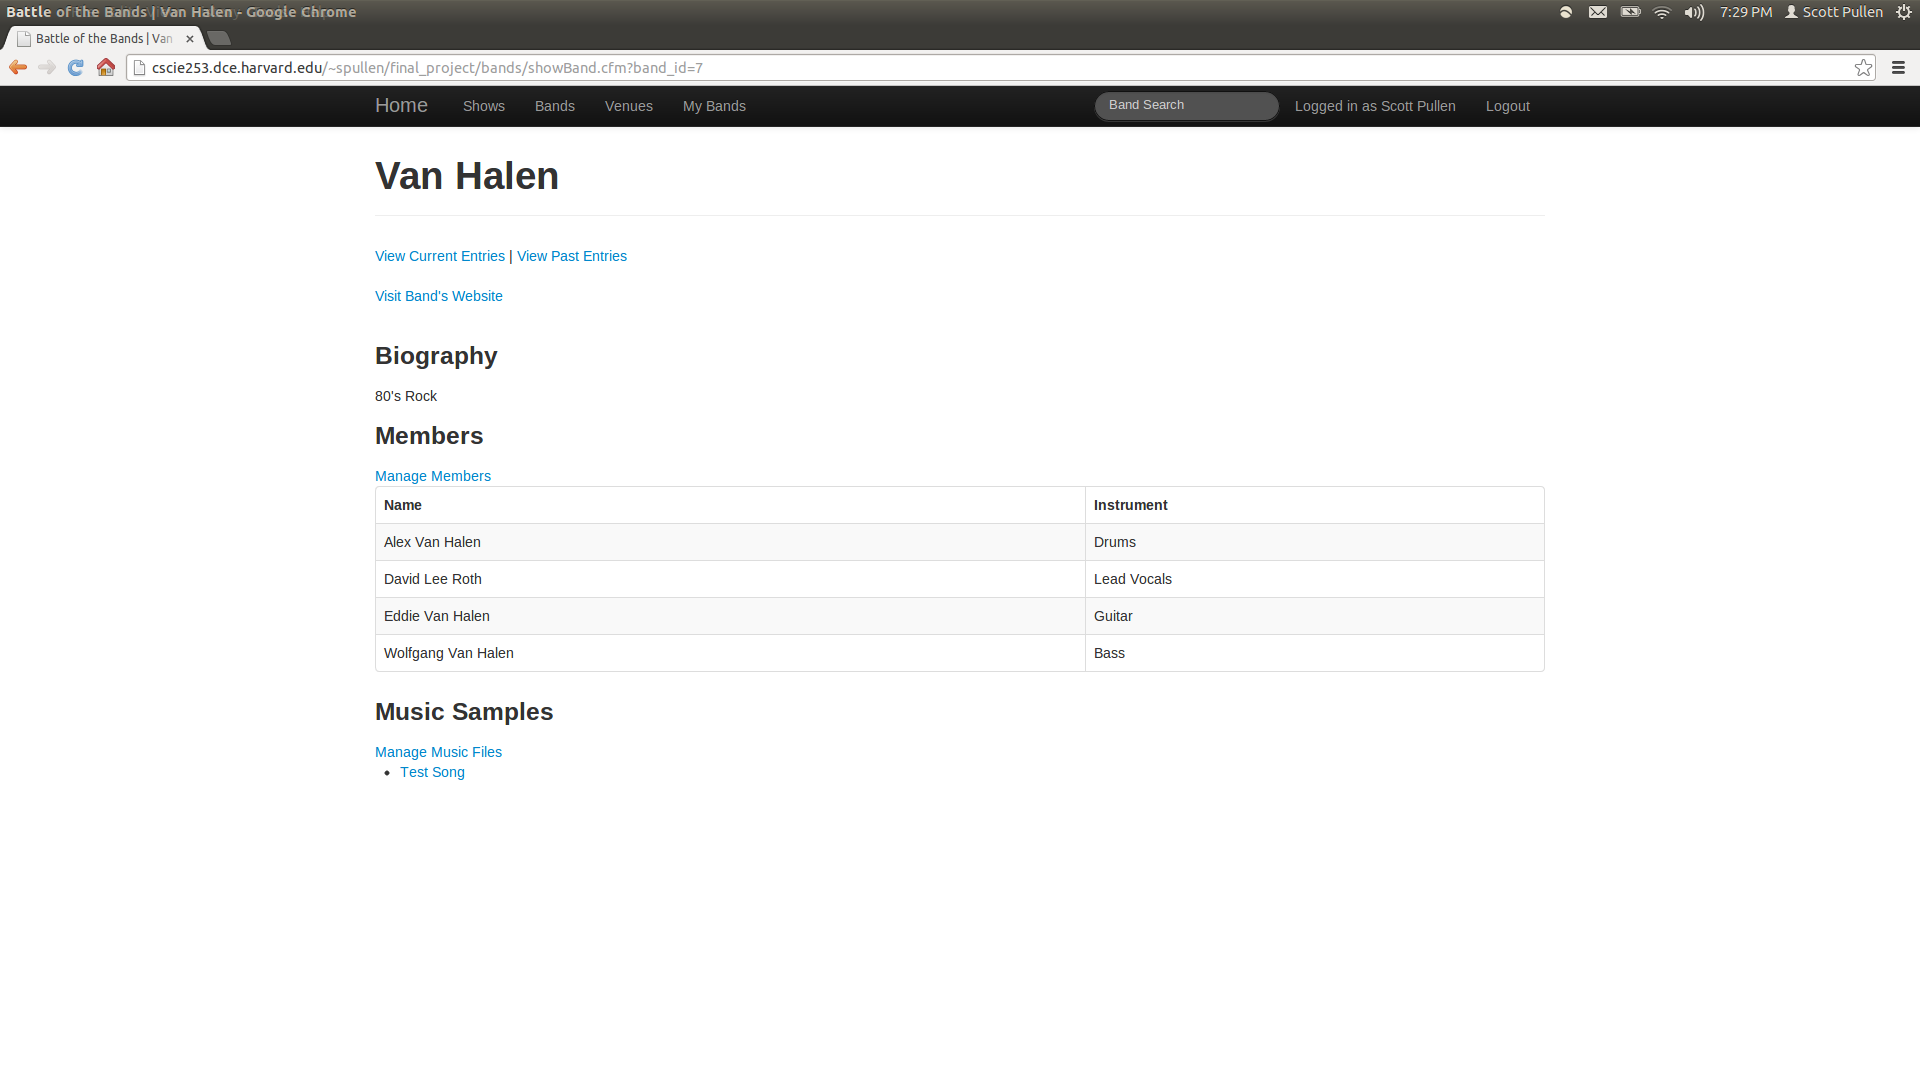 Battle of the Bands | Van Halen - Google Chrome
7:29 PM Scott Pullen
Battle of the Bands | Van
cscie253.dce.harvard.edu/~spullen/final_project/bands/showBand.cfm?band_id=7
Home Shows Bands Venues My Bands Band Search Logged in as Scott Pullen Logout
Van Halen
View Current Entries | View Past Entries
Visit Band's Website
Biography
80's Rock
Members
Manage Members
Name Instrument
Alex Van Halen Drums
David Lee Roth Lead Vocals
Eddie Van Halen Guitar
Wolfgang Van Halen Bass
Music Samples
Manage Music Files
• Test Song